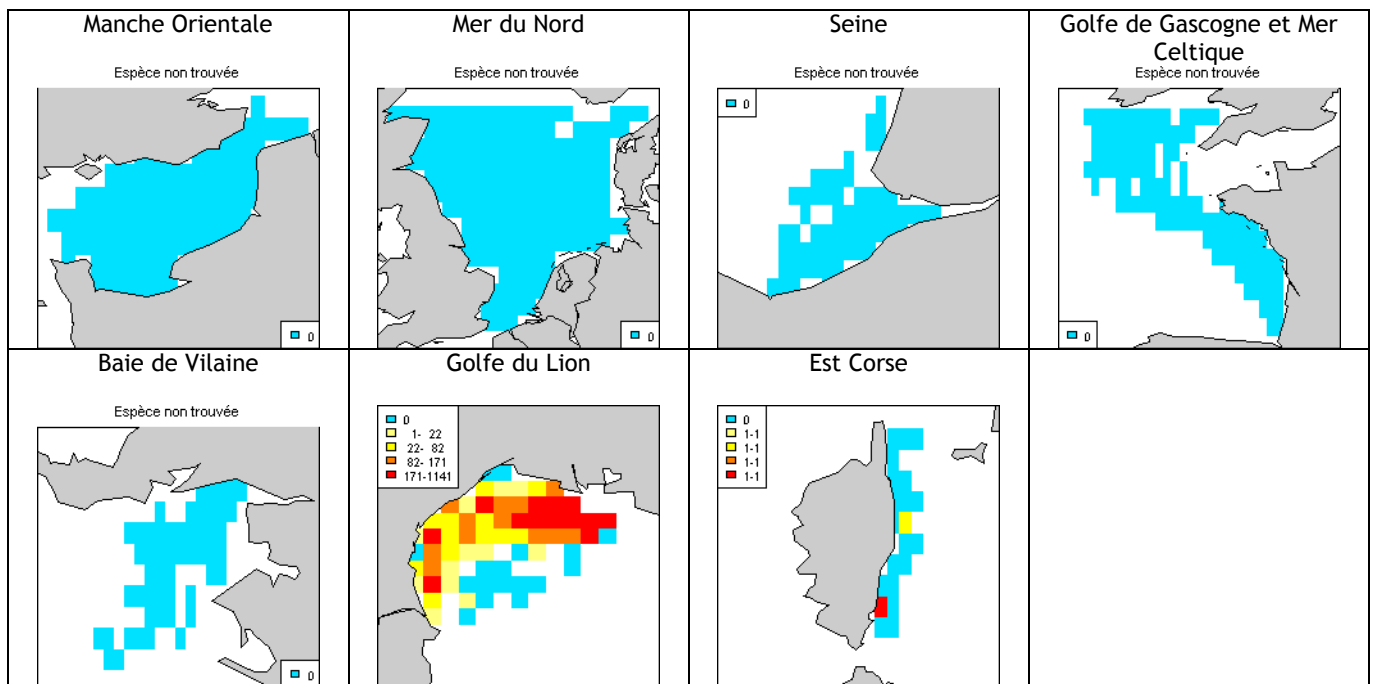 Manche Orientale
Espèce non trouvée
0
Mer du Nord
Espèce non trouvée
0
Seine
Espèce non trouvée
0
Golfe de Gascogne et Mer
Celtique
Espèce non trouvée
0
Baie de Vilaine
Espèce non trouvée
0
Golfe du Lion
0
1- 22
22- 82
82- 171
171-1141
Est Corse
0
1-1
1-1
1-1
1-1